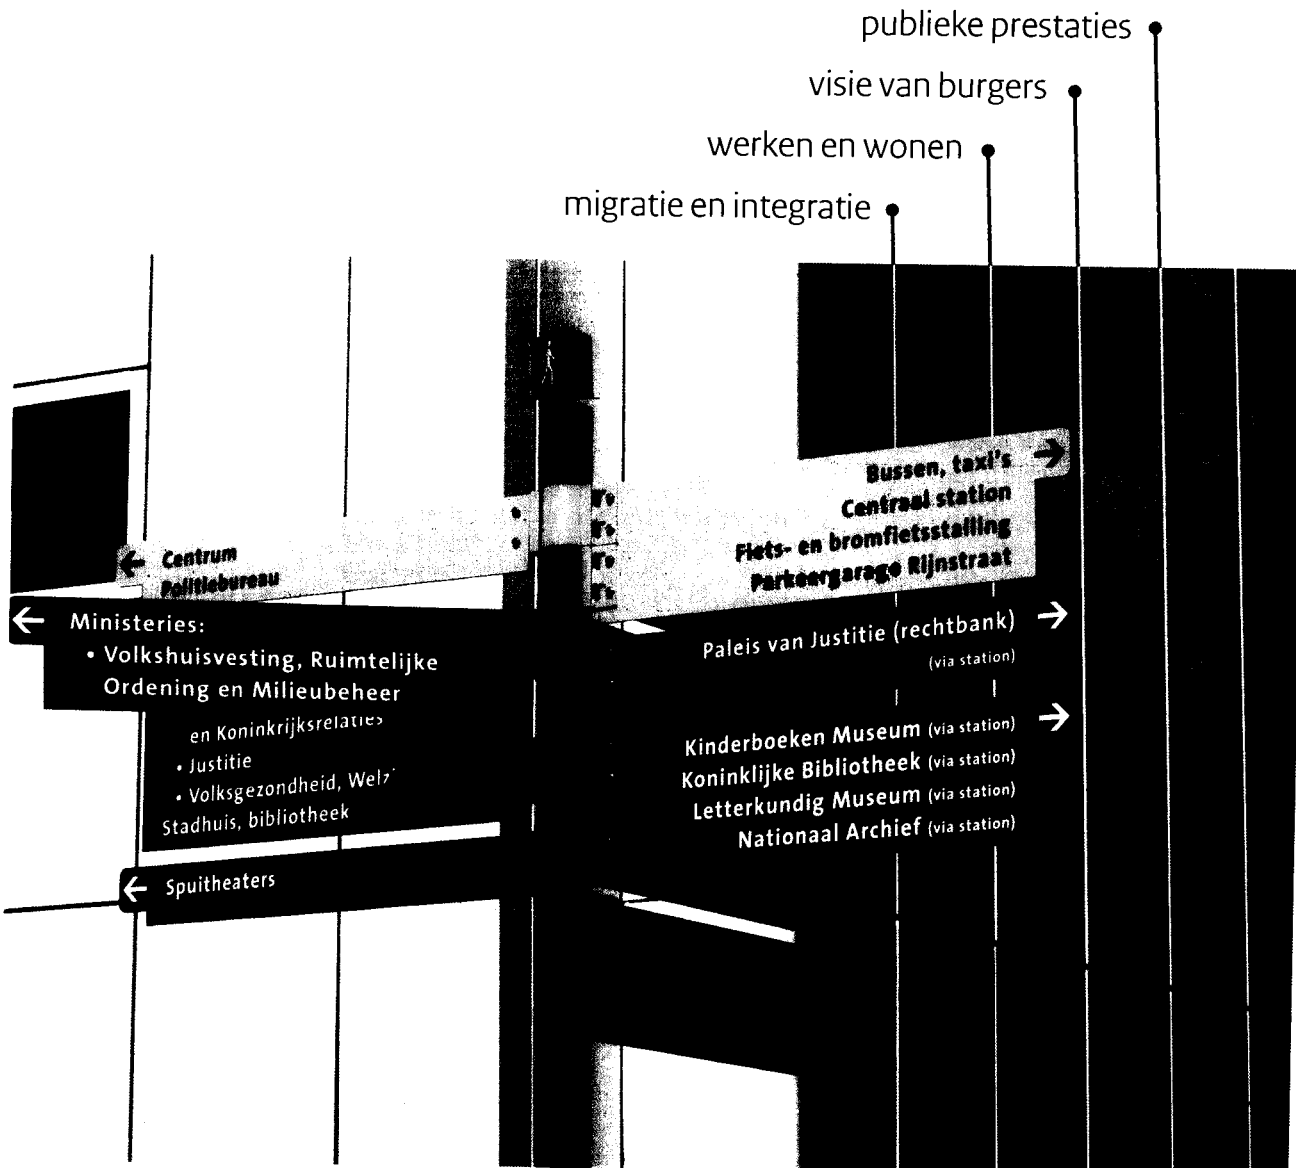 publieke prestaties
visie van burgers
werken en wonen
migratie en integratie
Centrum
Politiebureau
Ministeries:
• Volkshuisvesting, Ruimtelijke
Ordening en Milieubeheer
en Koninkrijksrelaties
• Justitie
• Volksgezondheid, Welz
Stadhuis, bibliotheek
Spuitheaters
Bussen, taxi's
Centraal station
Fiets- en bromfietsstalling
Parkeergarage Rijnstraat
Paleis van Justitie (rechtbank)
(via station)
Kinderboeken Museum (via station)
Koninklijke Bibliotheek (via station)
Letterkundig Museum (via station)
Nationaal Archief (via station)